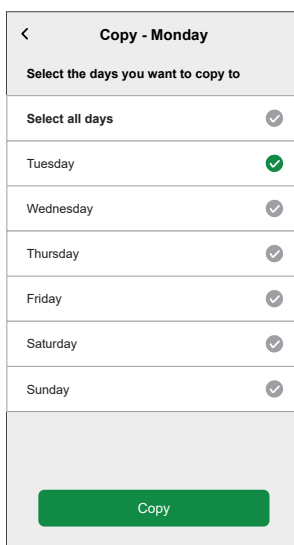 Copy - Monday
Select the days you want to copy to
Select all days
Tuesday
Wednesday
Thursday
Friday
Saturday
Sunday
Copy